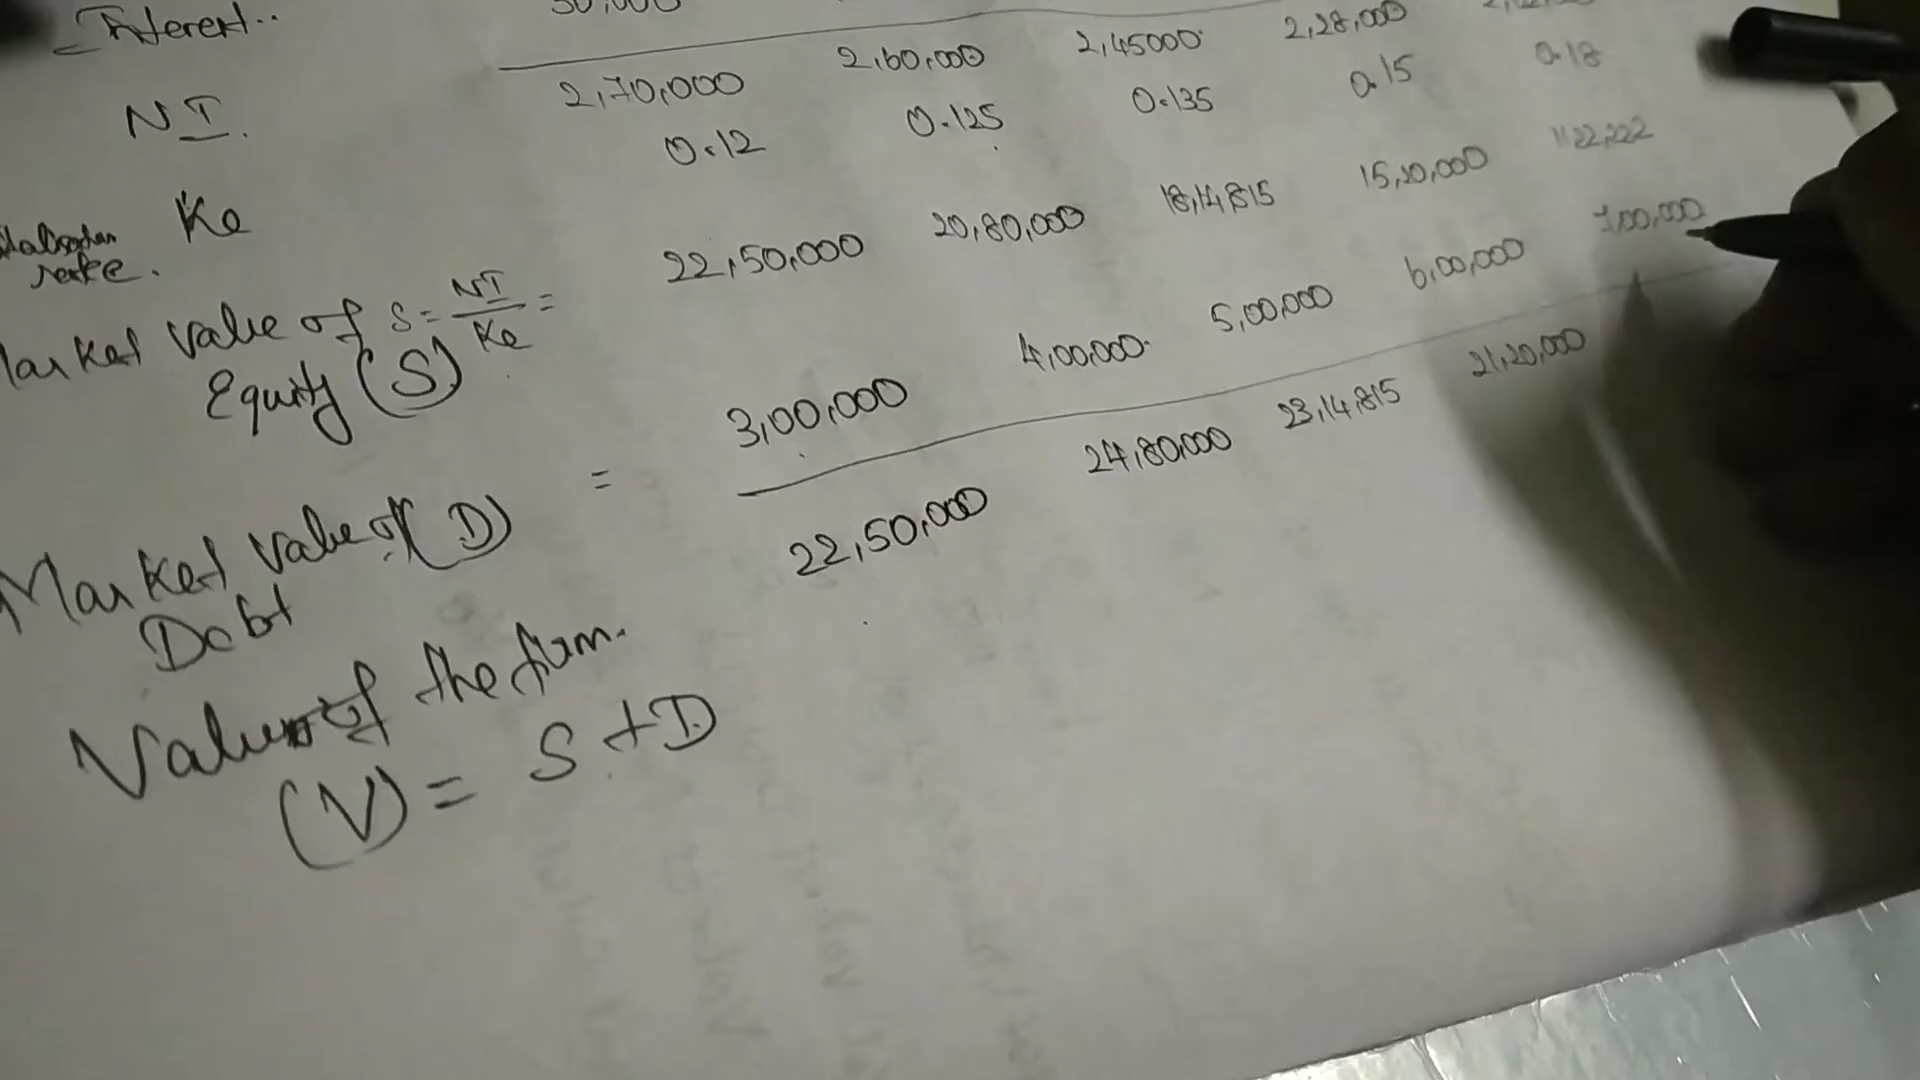 Interest..
NI. 2,70,000 2,60,000 2,45000 2,28,000
Ke 0.12 0.125 0.135 0.15 0.18
rate.
Market value of S = NI/Ke = 22,50,000 20,80,000 18,14,815 15,20,000 1122,222
Equity (S)
Market value of (D) = 3,00,000 4,00,000 5,00,000 6,00,000 7,00,000
Debt
Value of the firm. 22,50,000 24,80,000 23,14,815 21,20,000
(V) = S + D